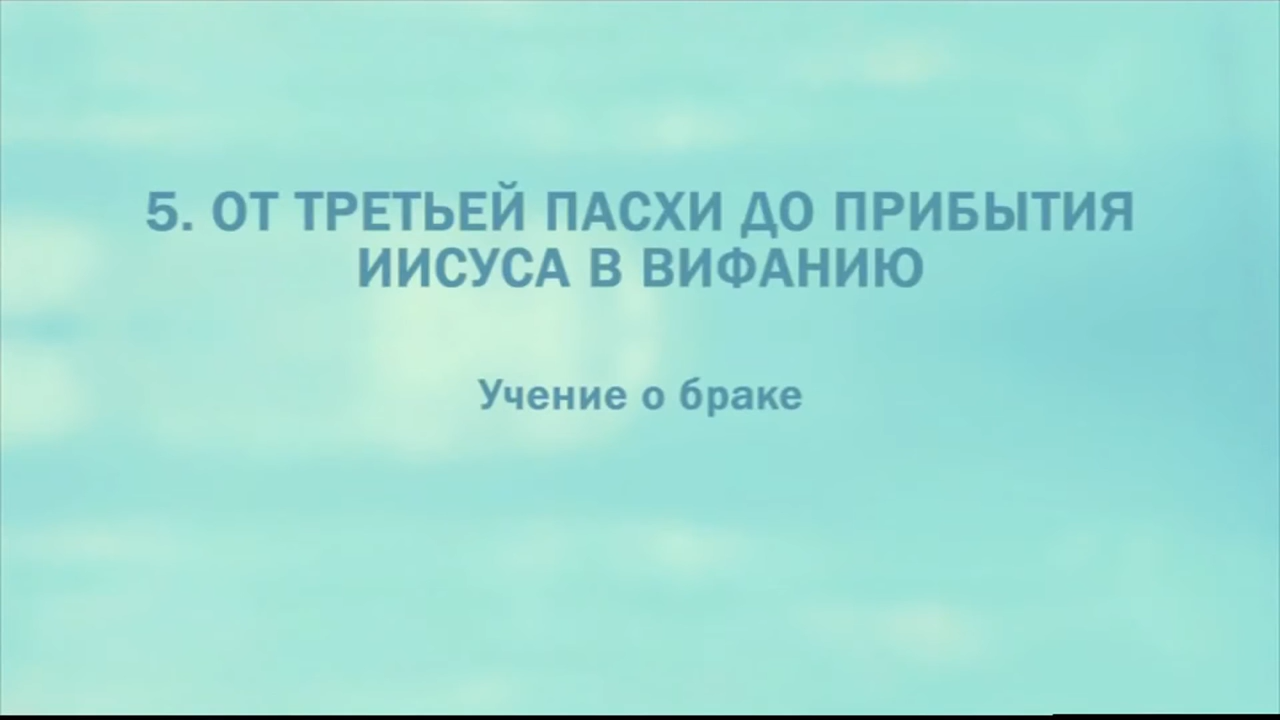 5. ОТ ТРЕТЬЕЙ ПАСХИ ДО ПРИБЫТИЯ
ИИСУСА В ВИФАНИЮ
Учение о браке